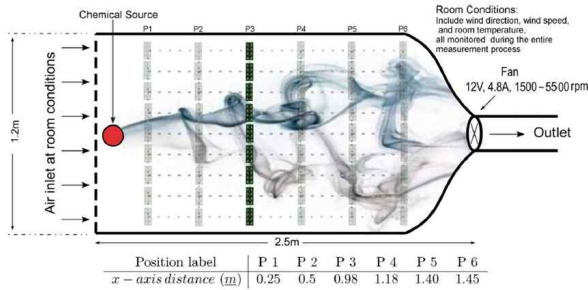 Chemical Source
Room Conditions:
Include wind direction, wind speed,
and room temperature,
all monitored during the entire
measurement process
P1 P2 P3 P4 P5 P6
Fan
12V, 4.8A, 1500~5500 rpm
1.2m
Air inlet at room conditions
Outlet
2.5m
Position label P 1 P 2 P 3 P 4 P 5 P 6
x − axis distance (m) 0.25 0.5 0.98 1.18 1.40 1.45